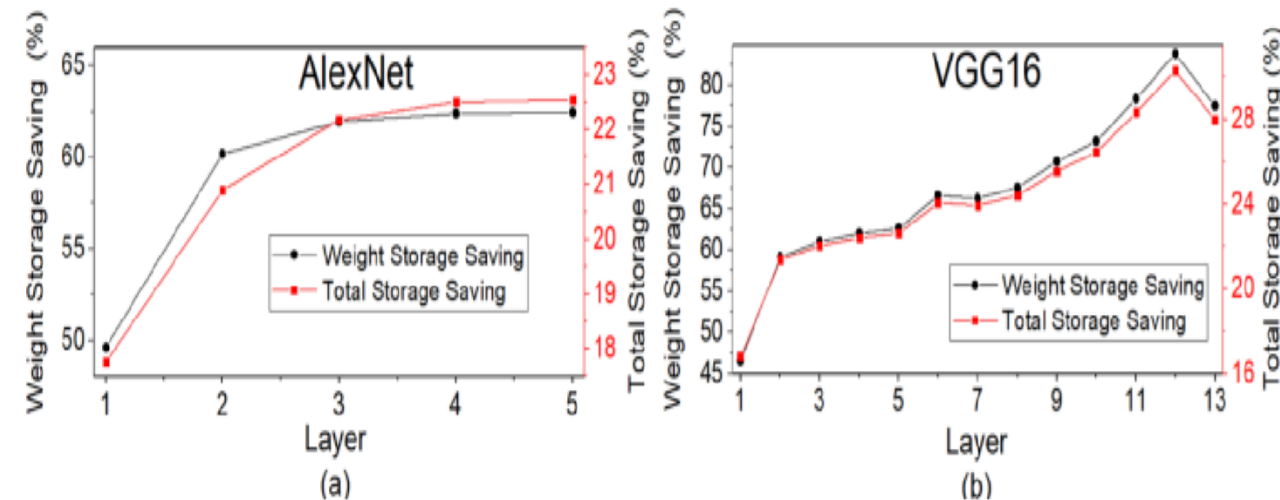 AlexNet
Weight Storage Saving (%)
65
60
55
50
23
22
21
20
19
18
Total Storage Saving (%)
Weight Storage Saving
Total Storage Saving
1 2 3 4 5
Layer
(a)
VGG16
Weight Storage Saving (%)
80
75
70
65
60
55
50
45
28
24
20
16
Total Storage Saving (%)
Weight Storage Saving
Total Storage Saving
1 3 5 7 9 11 13
Layer
(b)